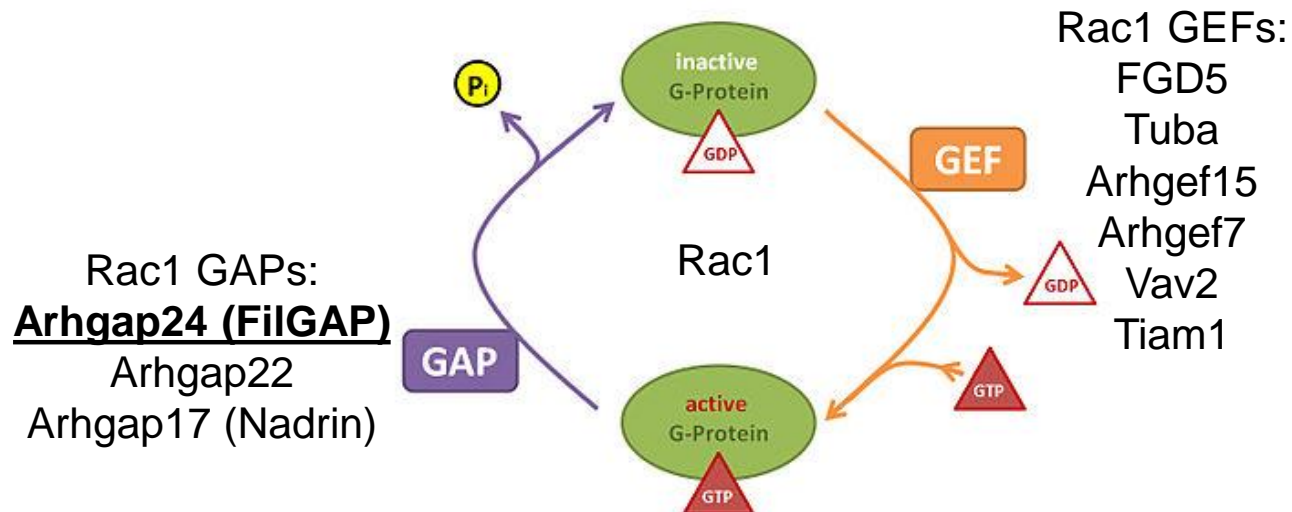 Rac1 GEFs:
FGD5
Tuba
Arhgef15
Arhgef7
Vav2
Tiam1
inactive
G-Protein
GDP
Pi
GEF
Rac1
GDP
Rac1 GAPs:
Arhgap24 (FilGAP)
Arhgap22
Arhgap17 (Nadrin)
GAP
GTP
active
G-Protein
GTP